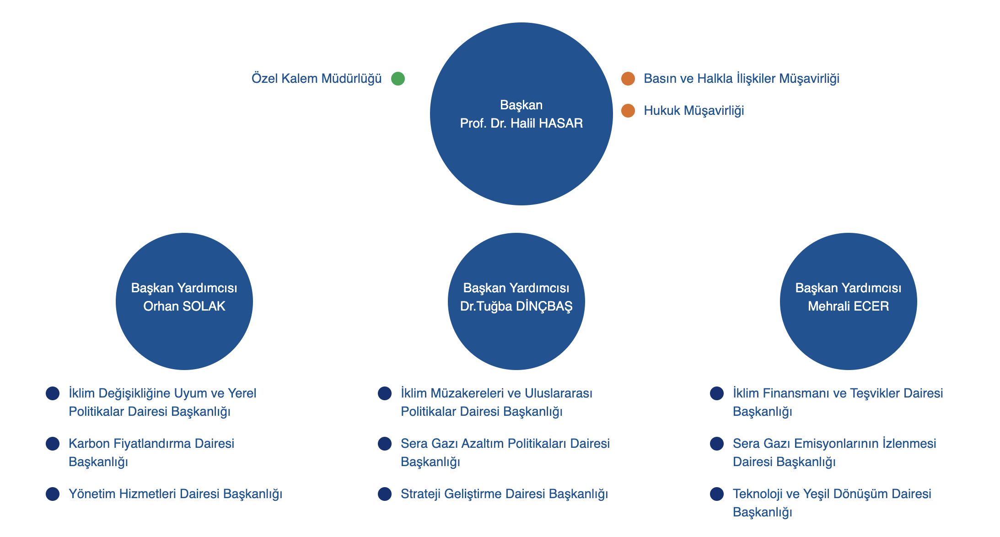 Özel Kalem Müdürlüğü
Basın ve Halkla İlişkiler Müşavirliği
Hukuk Müşavirliği
Başkan
Prof. Dr. Halil HASAR
Başkan Yardımcısı
Orhan SOLAK
İklim Değişikliğine Uyum ve Yerel
Politikalar Dairesi Başkanlığı
Karbon Fiyatlandırma Dairesi
Başkanlığı
Yönetim Hizmetleri Dairesi Başkanlığı
Başkan Yardımcısı
Dr.Tuğba DİNÇBAŞ
İklim Müzakereleri ve Uluslararası
Politikalar Dairesi Başkanlığı
Sera Gazı Azaltım Politikaları Dairesi
Başkanlığı
Strateji Geliştirme Dairesi Başkanlığı
Başkan Yardımcısı
Mehrali ECER
İklim Finansmanı ve Teşvikler Dairesi
Başkanlığı
Sera Gazı Emisyonlarının İzlenmesi
Dairesi Başkanlığı
Teknoloji ve Yeşil Dönüşüm Dairesi
Başkanlığı